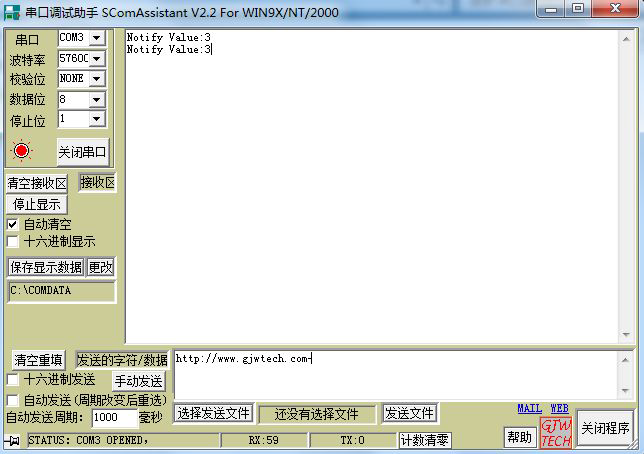 串口调试助手 SComAssistant V2.2 For WIN9X/NT/2000
串口 COM3
波特率 57600
校验位 NONE
数据位 8
停止位 1
关闭串口
清空接收区 接收区
停止显示
自动清空
十六进制显示
保存显示数据 更改
C:\COMDATA
Notify Value:3
Notify Value:3
清空重填 发送的字符/数据
http://www.gjwtech.com-
十六进制发送 手动发送
自动发送(周期改变后重选)
自动发送周期: 1000 毫秒
选择发送文件 还没有选择文件 发送文件
MAIL WEB
帮助 GJW TECH 关闭程序
STATUS: COM3 OPENED, RX:59 TX:0 计数清零